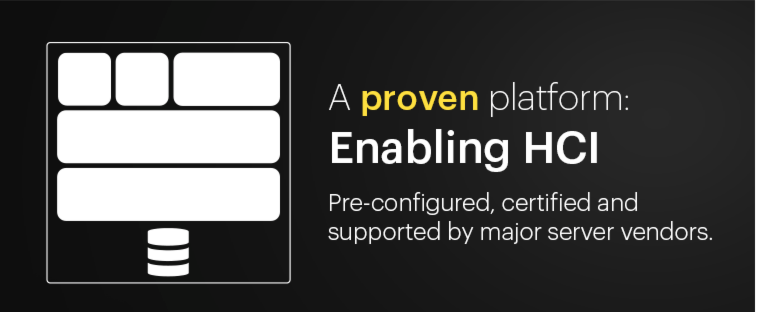 A proven platform:
Enabling HCI
Pre-configured, certified and
supported by major server vendors.